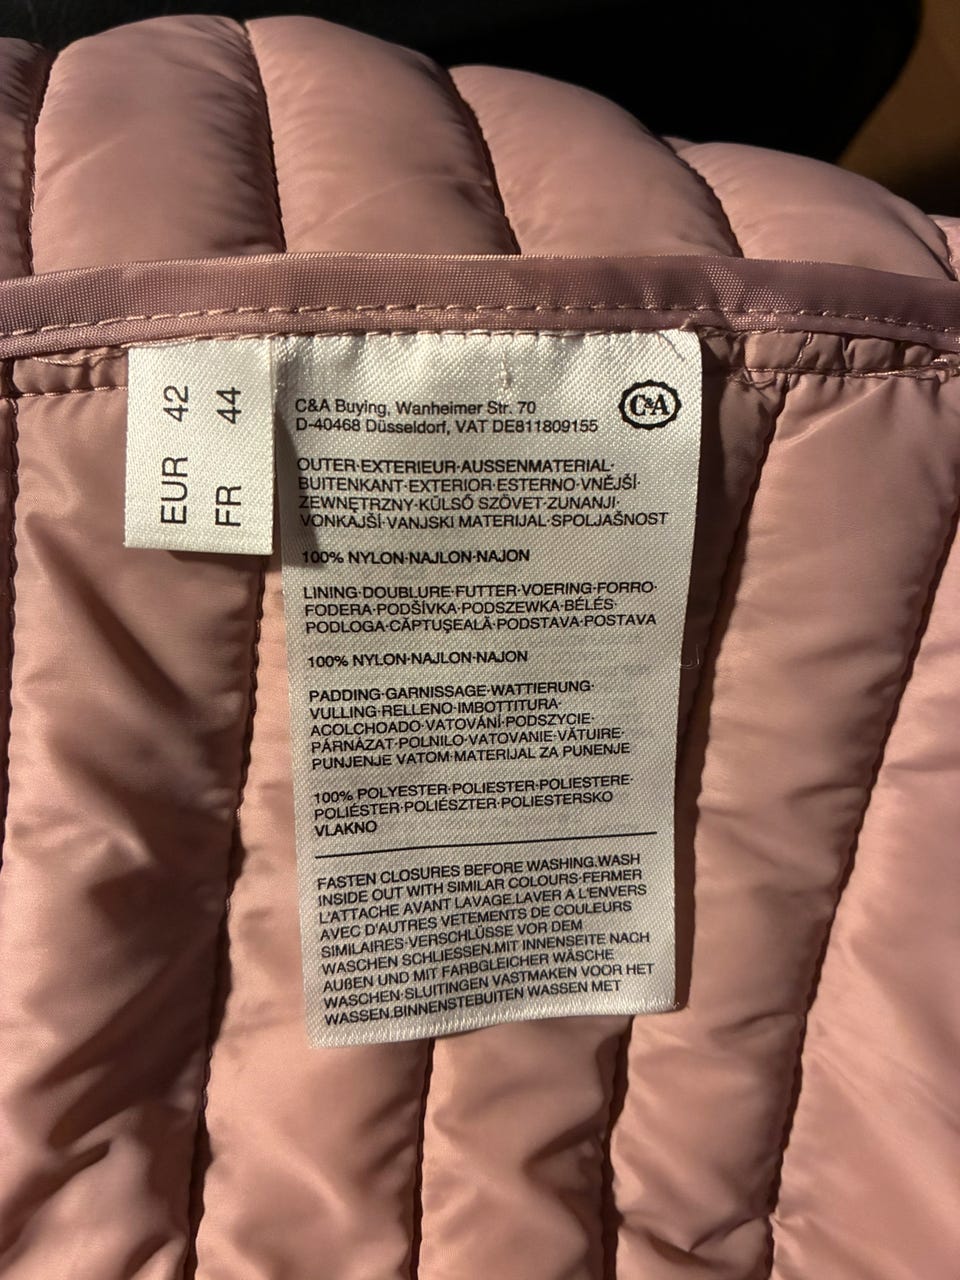 EUR 42
FR 44
C&A Buying, Wanheimer Str. 70
D-40468 Düsseldorf, VAT DE811809155
C&A
OUTER·EXTERIEUR·AUSSENMATERIAL·
BUITENKANT·EXTERIOR·ESTERNO·VNĚJŠÍ·
ZEWNĘTRZNY·KÜLSŐ SZÖVET·ZUNANJI·
VONKAJŠÍ·VANJSKI MATERIJAL·SPOLJAŠNOST
100% NYLON·NAJLON·NAJON
LINING·DOUBLURE·FUTTER·VOERING·FORRO·
FODERA·PODŠÍVKA·PODSZEWKA·BÉLÉS·
PODLOGA·CĂPTUŞEALĂ·PODSTAVA·POSTAVA
100% NYLON·NAJLON·NAJON
PADDING·GARNISSAGE·WATTIERUNG·
VULLING·RELLENO·IMBOTTITURA·
ACOLCHOADO·VATOVÁNÍ·PODSZYCIE·
PÁRNÁZAT·POLNILO·VATOVANIE·VĂTUIRE·
PUNJENJE VATOM·MATERIJAL ZA PUNENJE
100% POLYESTER·POLIESTER·POLIESTERE·
POLIÉSTER·POLIÉSZTER·POLIESTERSKO
VLAKNO
FASTEN CLOSURES BEFORE WASHING.WASH
INSIDE OUT WITH SIMILAR COLOURS·FERMER
L'ATTACHE AVANT LAVAGE.LAVER A L'ENVERS
AVEC D'AUTRES VETEMENTS DE COULEURS
SIMILAIRES·VERSCHLÜSSE VOR DEM
WASCHEN SCHLIESSEN.MIT INNENSEITE NACH
AUßEN UND MIT FARBGLEICHER WÄSCHE
WASCHEN·SLUITINGEN VASTMAKEN VOOR HET
WASSEN.BINNENSTEBUITEN WASSEN MET